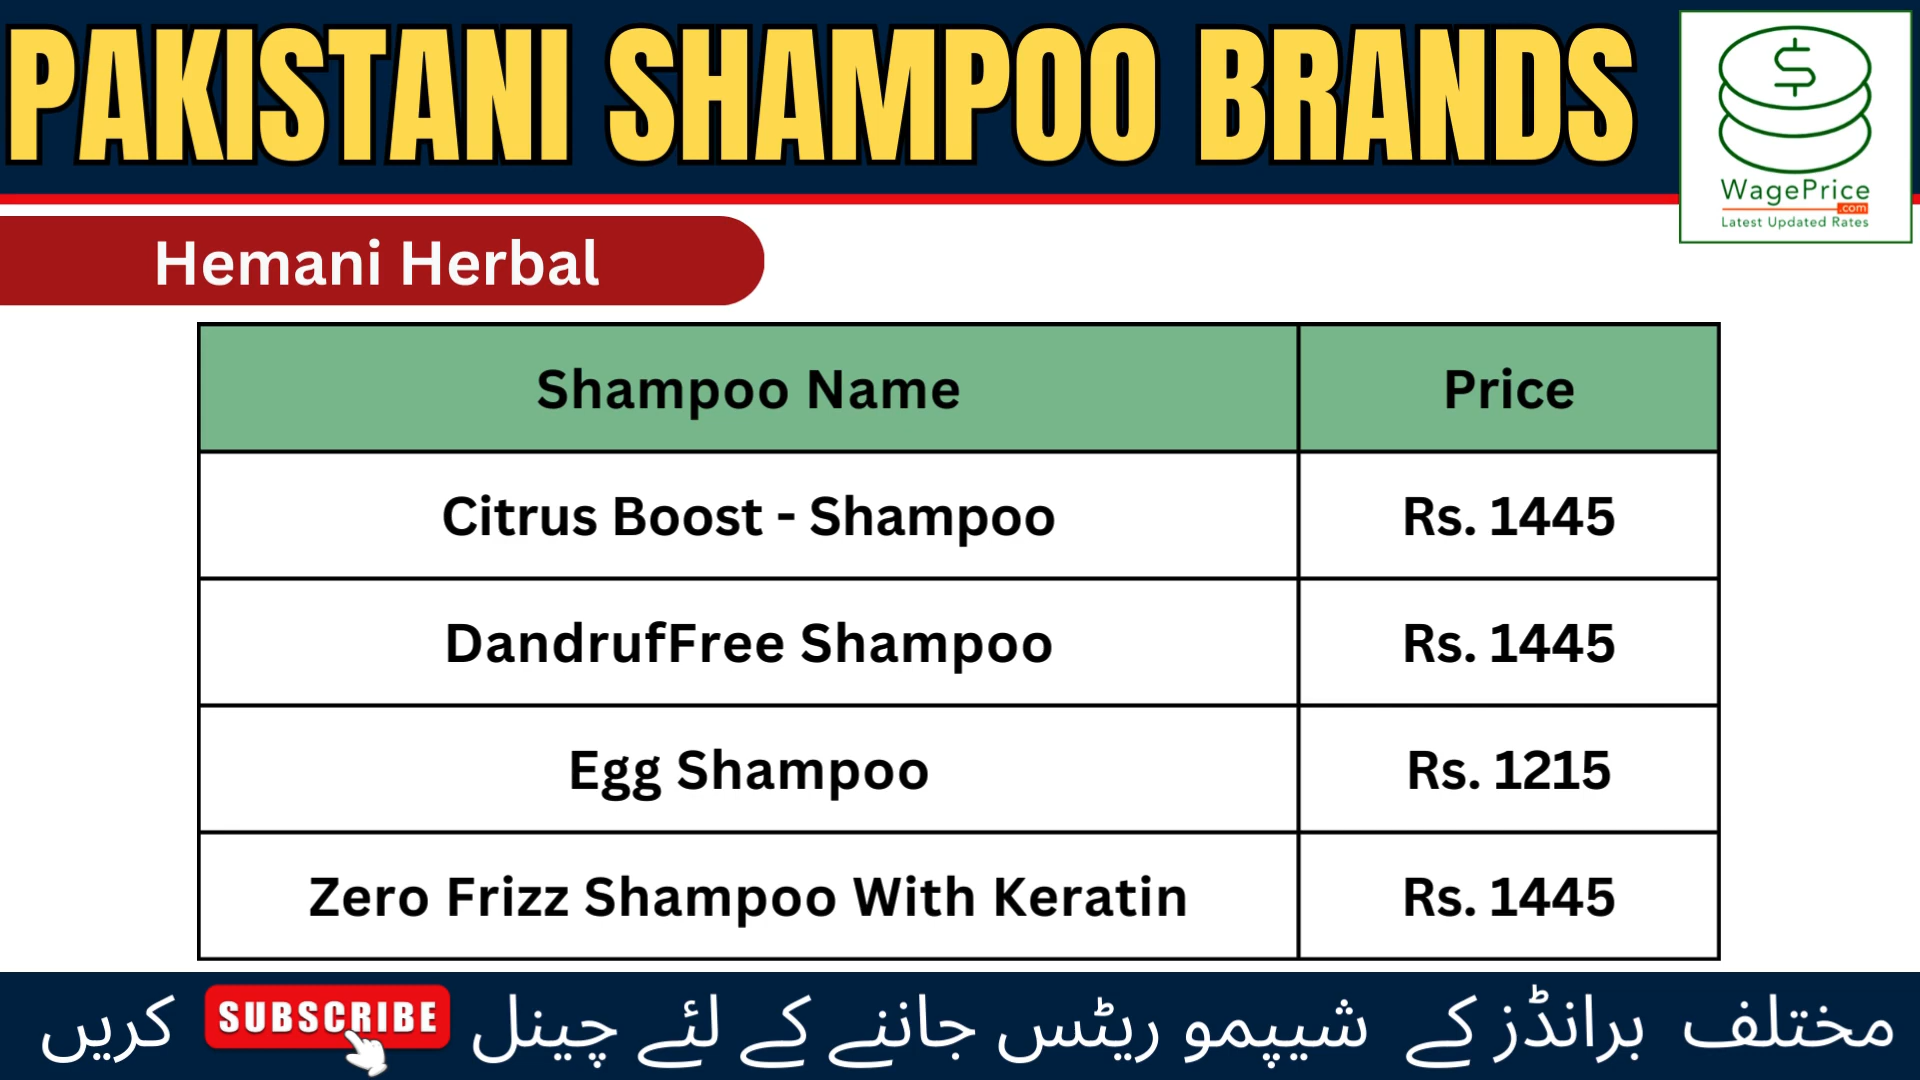 PAKISTANI SHAMPOO BRANDS
$
WagePrice
.com
Latest Updated Rates
Hemani Herbal
Shampoo Name Price
Citrus Boost - Shampoo Rs. 1445
DandrufFree Shampoo Rs. 1445
Egg Shampoo Rs. 1215
Zero Frizz Shampoo With Keratin Rs. 1445
مختلف برانڈز کے شیپمو ریٹس جاننے کے لئے چینل SUBSCRIBE کریں